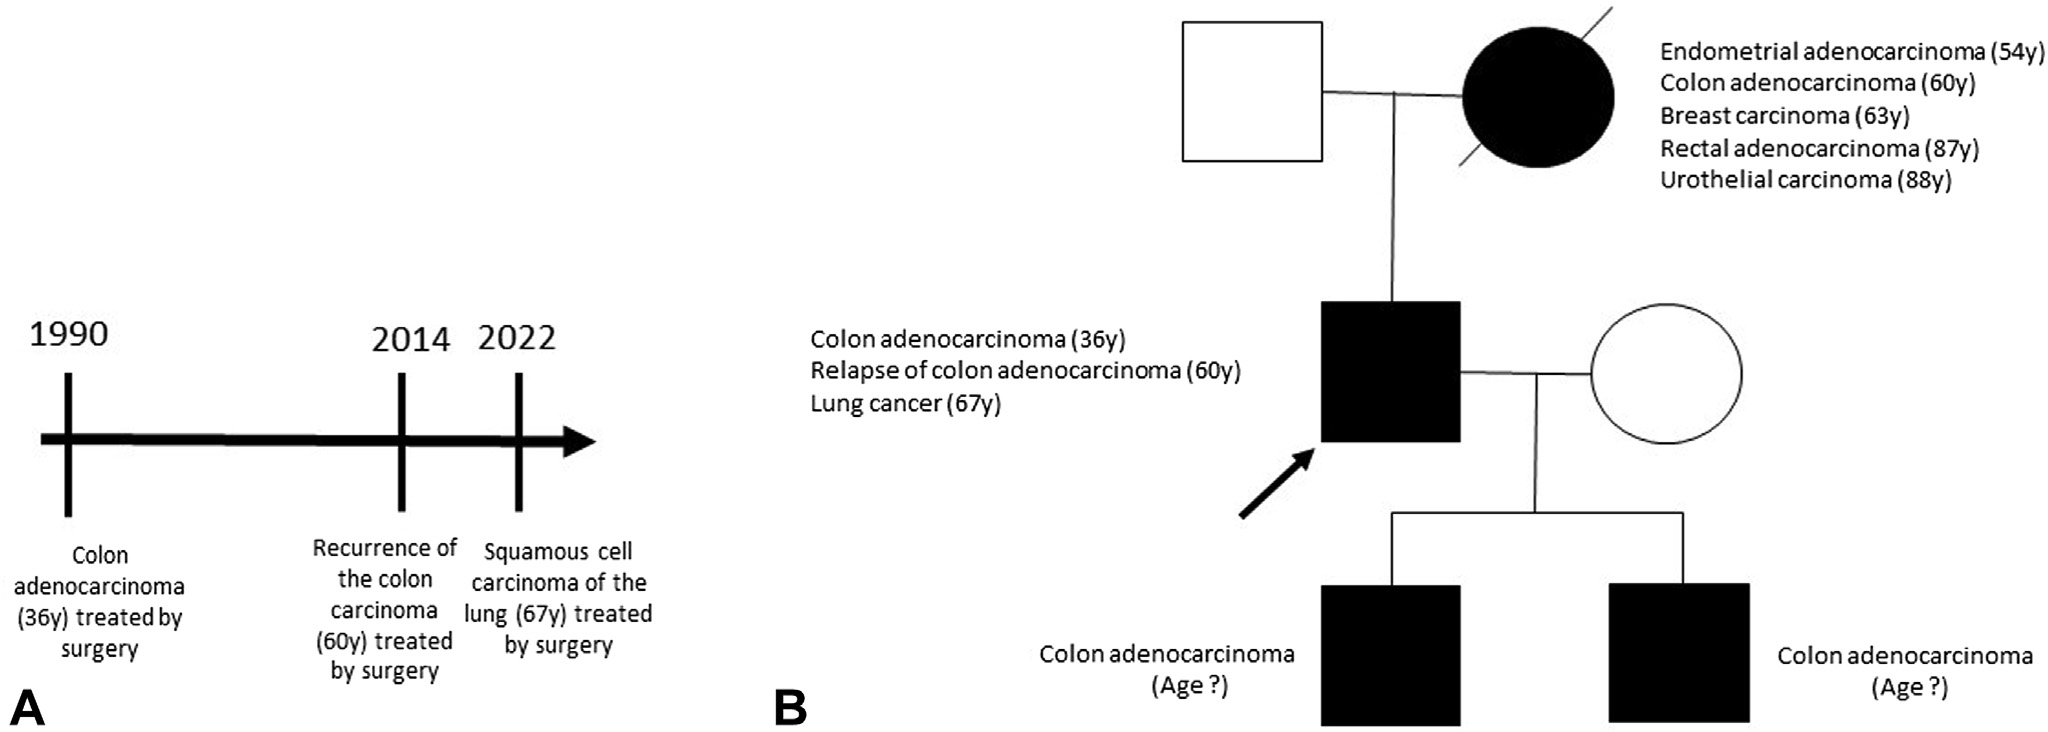 1990
2014
2022
Colon
adenocarcinoma
(36y) treated by
surgery
Recurrence of
the colon
carcinoma
(60y) treated
by surgery
Squamous cell
carcinoma of the
lung (67y) treated
by surgery
A
Endometrial adenocarcinoma (54y)
Colon adenocarcinoma (60y)
Breast carcinoma (63y)
Rectal adenocarcinoma (87y)
Urothelial carcinoma (88y)
Colon adenocarcinoma (36y)
Relapse of colon adenocarcinoma (60y)
Lung cancer (67y)
Colon adenocarcinoma
(Age ?)
Colon adenocarcinoma
(Age ?)
B